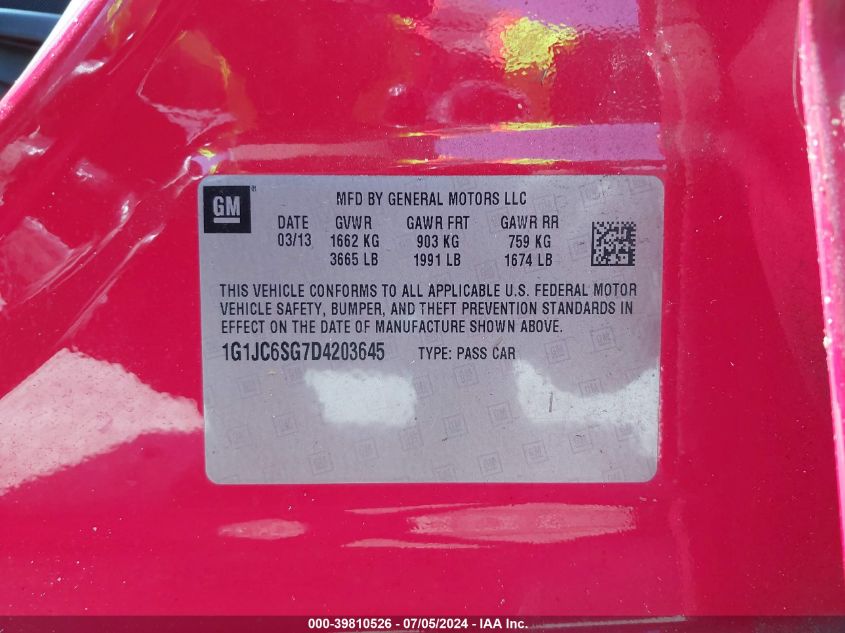 GM
MFD BY GENERAL MOTORS LLC
DATE GVWR GAWR FRT GAWR RR
03/13 1662 KG 903 KG 759 KG
3665 LB 1991 LB 1674 LB
THIS VEHICLE CONFORMS TO ALL APPLICABLE U.S. FEDERAL MOTOR
VEHICLE SAFETY, BUMPER, AND THEFT PREVENTION STANDARDS IN
EFFECT ON THE DATE OF MANUFACTURE SHOWN ABOVE.
1G1JC6SG7D4203645 TYPE: PASS CAR
000-39810526 / 07/05/2024 - IAA Inc.